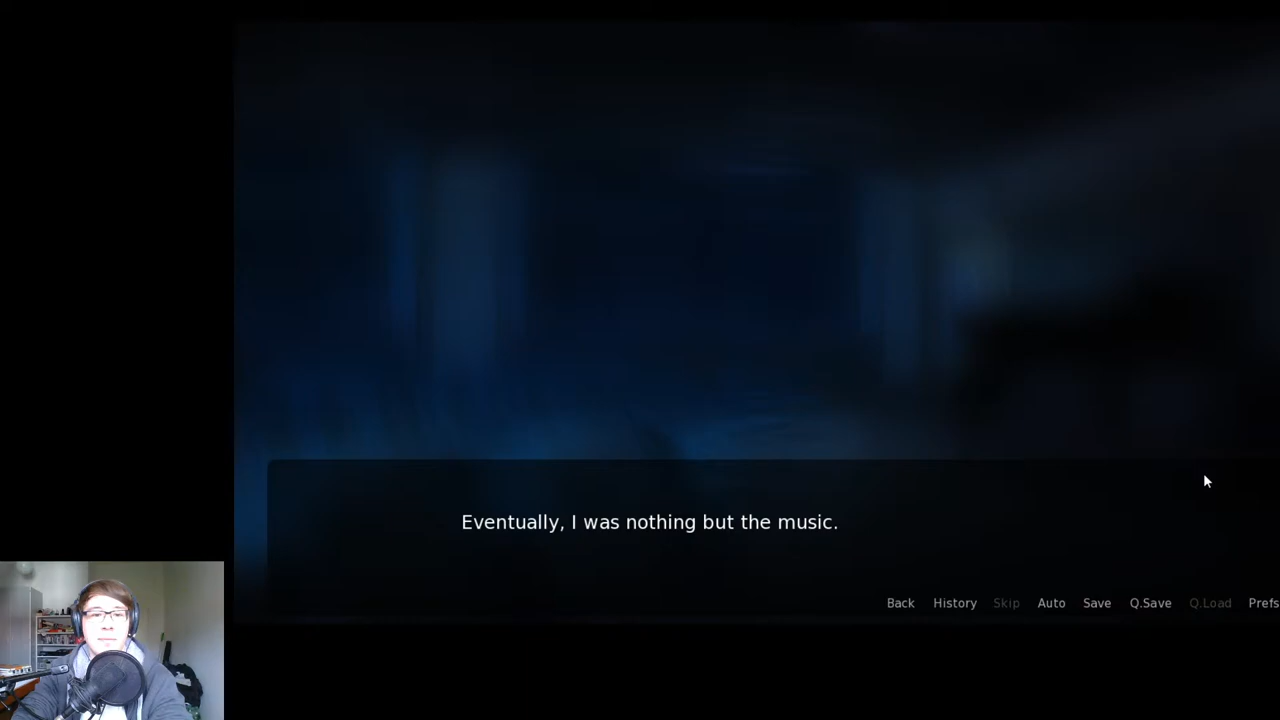 Eventually, I was nothing but the music.
Back History Skip Auto Save Q.Save Q.Load Prefs